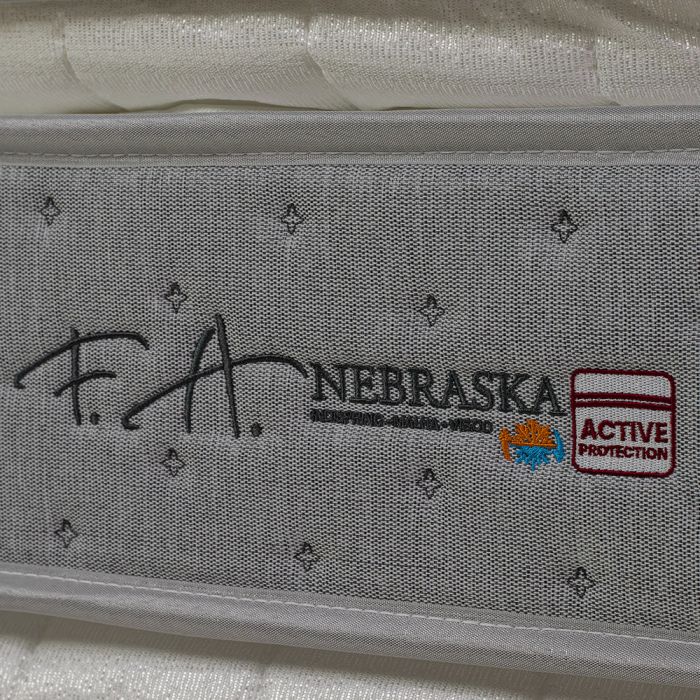 F. A. NEBRASKA
ACTIVE
PROTECTION